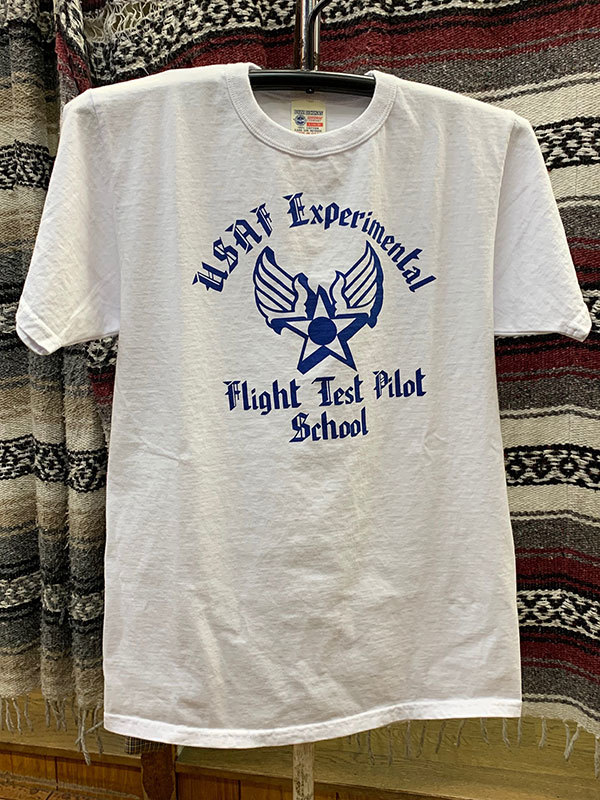 USAF Experimental
Flight Test Pilot
School